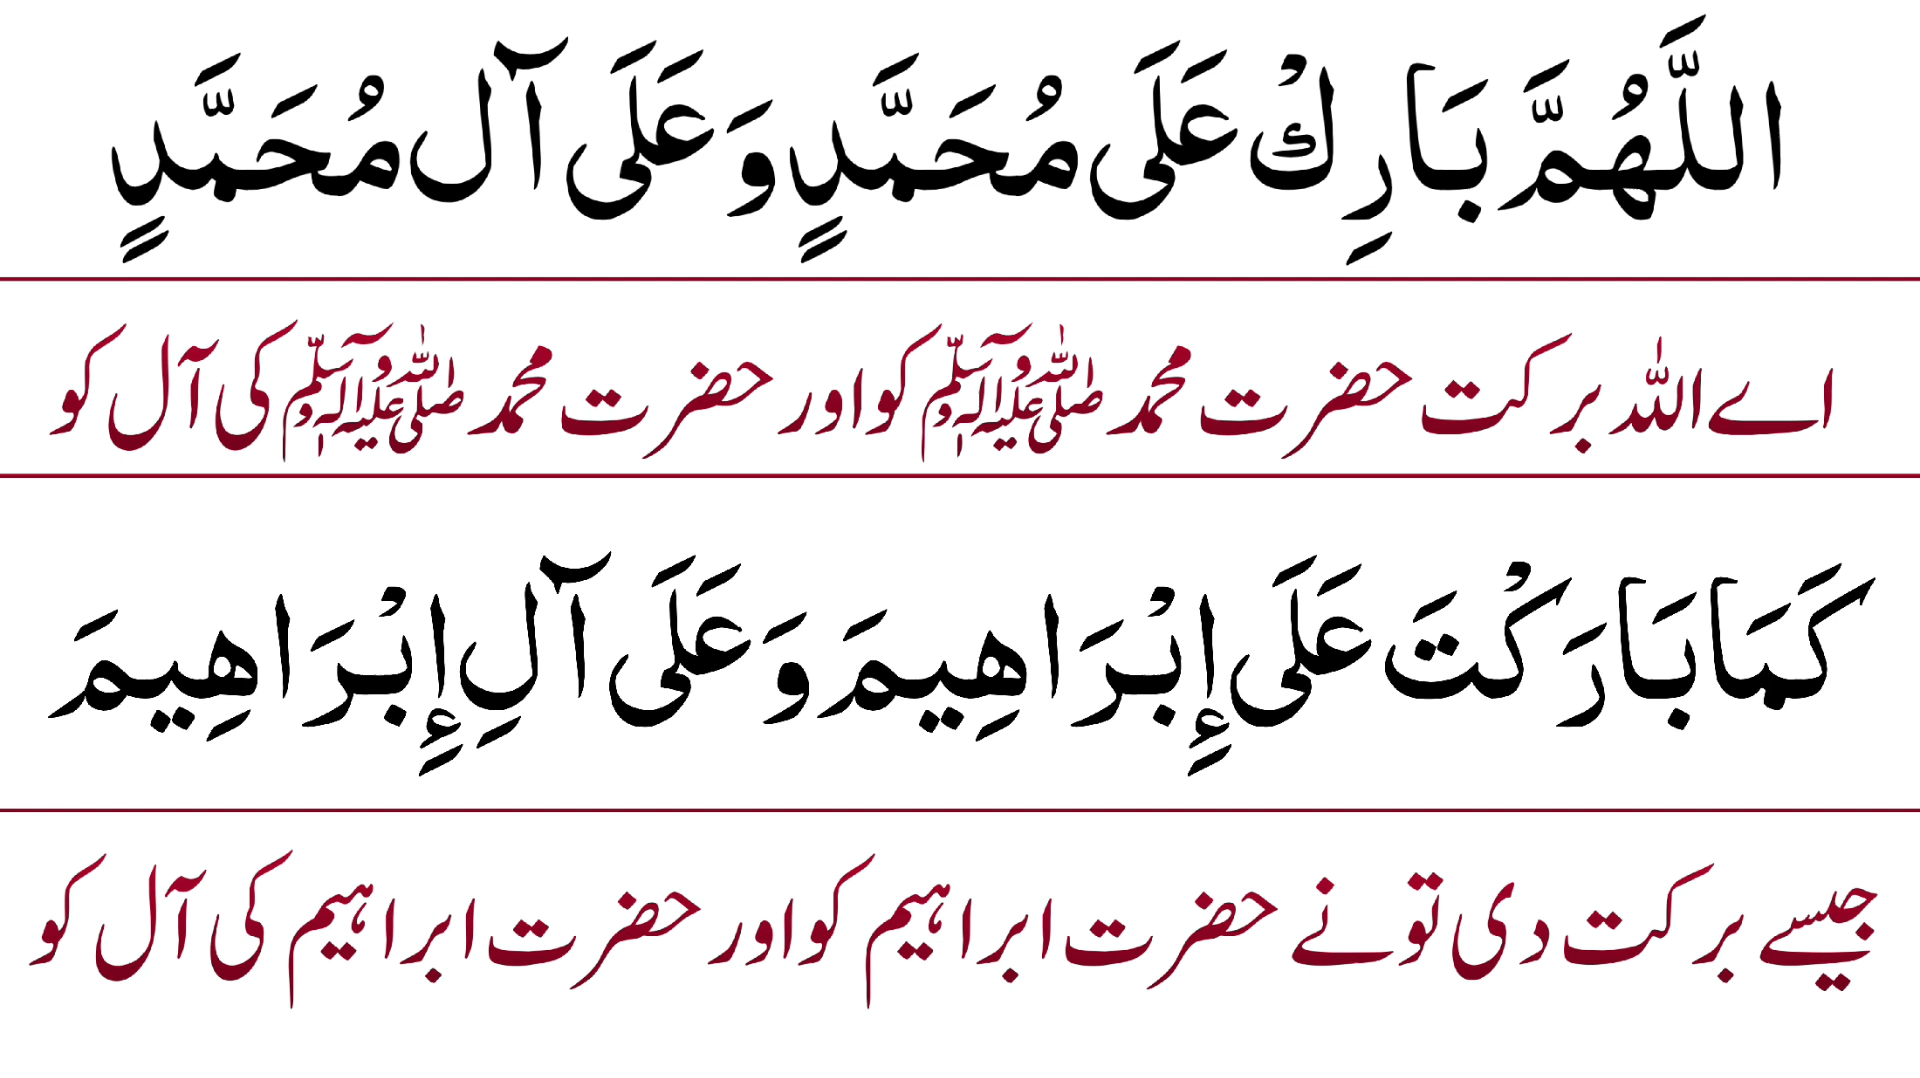 اللَّهُمَّ بَارِكْ عَلَى مُحَمَّدٍ وَعَلَى آل مُحَمَّدٍ
اے اللہ برکت حضرت محمد ﷺ کو اور حضرت محمد ﷺ کی آل کو
كَمَا بَارَكْتَ عَلَى إِبْرَاهِيمَ وَعَلَى آلِ إِبْرَاهِيمَ
جیسے برکت دی تو نے حضرت ابراہیم کو اور حضرت ابراہیم کی آل کو